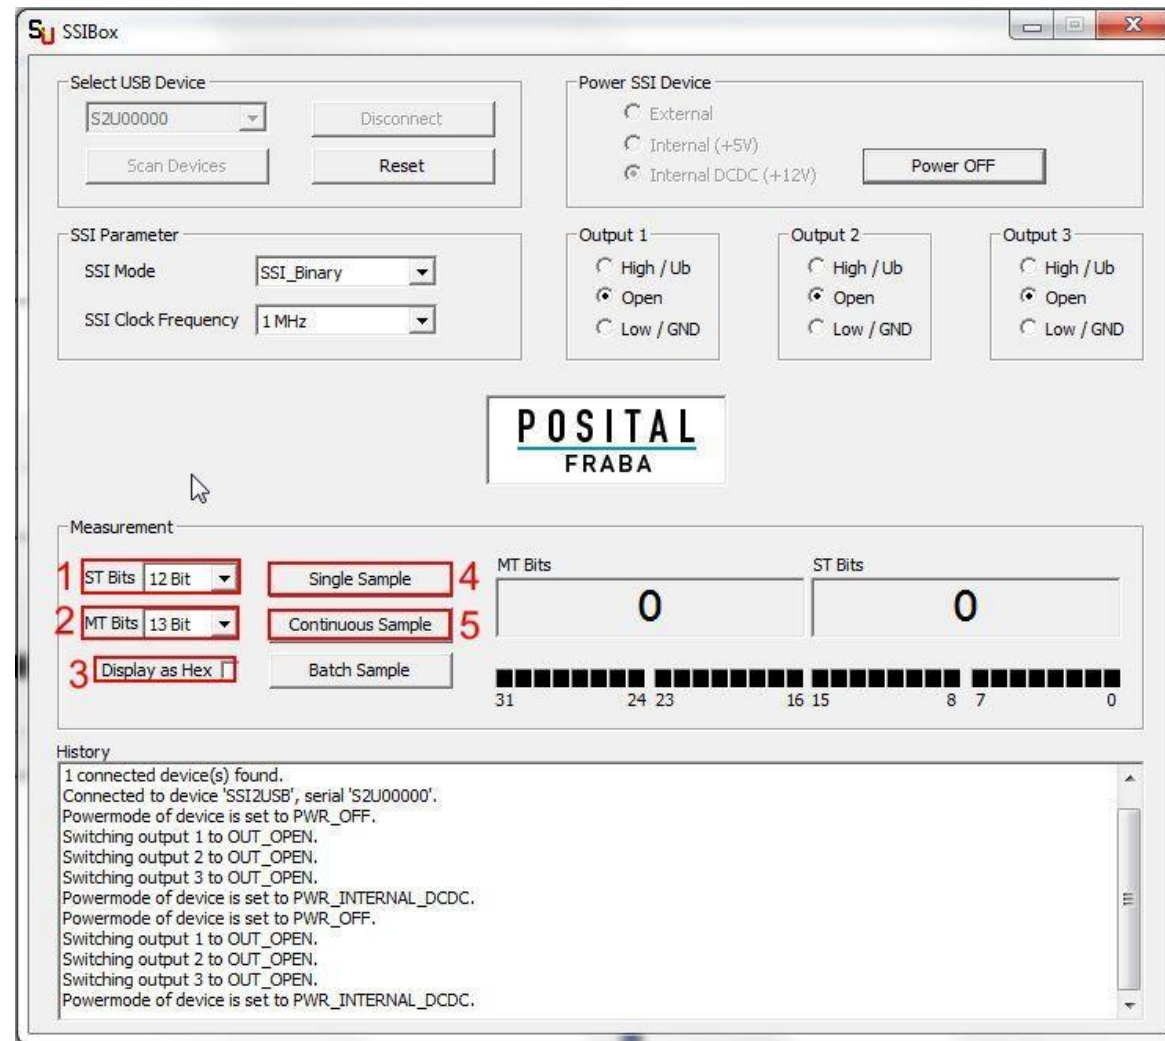 SU SSIBox
Select USB Device
S2U00000
Disconnect
Scan Devices
Reset
Power SSI Device
External
Internal (+5V)
Internal DCDC (+12V)
Power OFF
SSI Parameter
SSI Mode
SSI_Binary
SSI Clock Frequency
1 MHz
Output 1
High / Ub
Open
Low / GND
Output 2
High / Ub
Open
Low / GND
Output 3
High / Ub
Open
Low / GND
POSITAL
FRABA
Measurement
1 ST Bits 12 Bit
Single Sample 4
2 MT Bits 13 Bit
Continuous Sample 5
3 Display as Hex
Batch Sample
MT Bits
0
ST Bits
0
31 24 23 16 15 8 7 0
History
1 connected device(s) found.
Connected to device 'SSI2USB', serial 'S2U00000'.
Powermode of device is set to PWR_OFF.
Switching output 1 to OUT_OPEN.
Switching output 2 to OUT_OPEN.
Switching output 3 to OUT_OPEN.
Powermode of device is set to PWR_INTERNAL_DCDC.
Powermode of device is set to PWR_OFF.
Switching output 1 to OUT_OPEN.
Switching output 2 to OUT_OPEN.
Switching output 3 to OUT_OPEN.
Powermode of device is set to PWR_INTERNAL_DCDC.